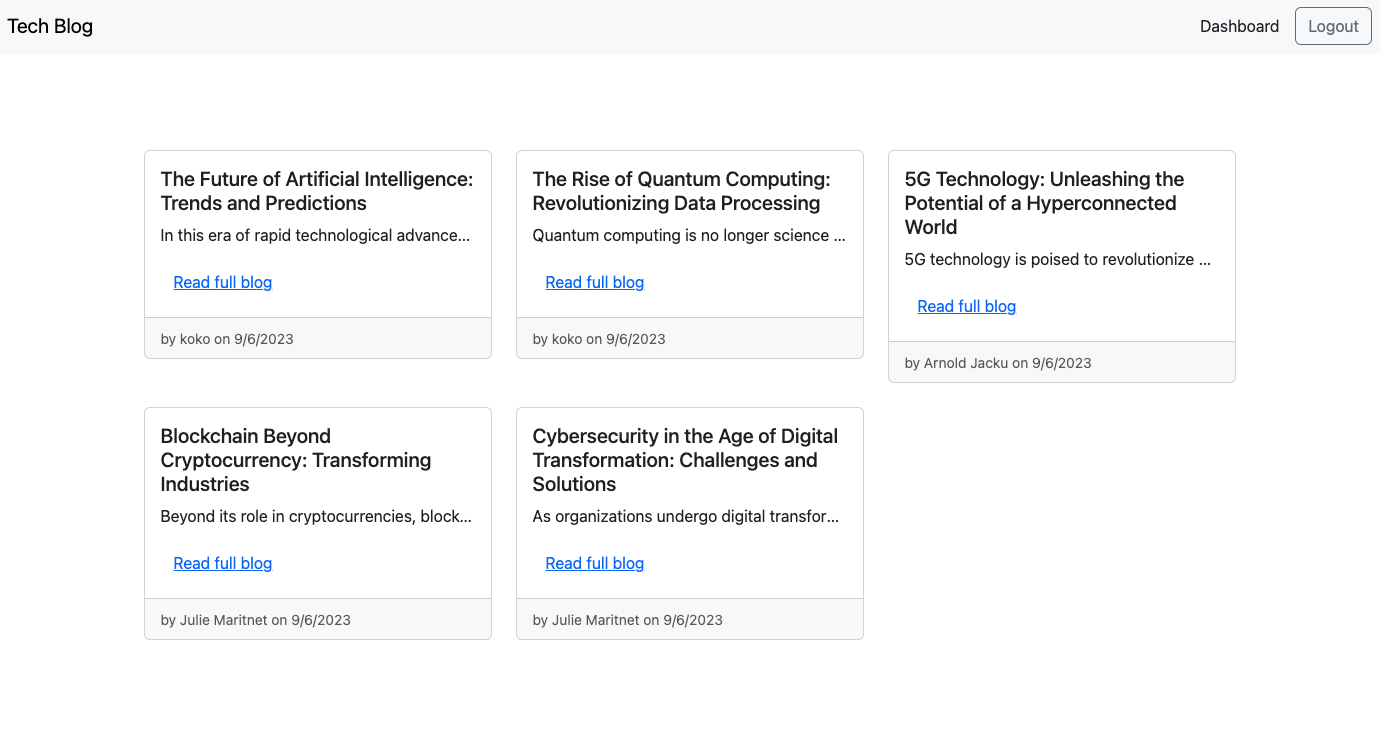 Tech Blog
Dashboard
Logout
The Future of Artificial Intelligence:
Trends and Predictions
In this era of rapid technological advance...
Read full blog
by koko on 9/6/2023
The Rise of Quantum Computing:
Revolutionizing Data Processing
Quantum computing is no longer science ...
Read full blog
by koko on 9/6/2023
5G Technology: Unleashing the
Potential of a Hyperconnected
World
5G technology is poised to revolutionize ...
Read full blog
by Arnold Jacku on 9/6/2023
Blockchain Beyond
Cryptocurrency: Transforming
Industries
Beyond its role in cryptocurrencies, block...
Read full blog
by Julie Maritnet on 9/6/2023
Cybersecurity in the Age of Digital
Transformation: Challenges and
Solutions
As organizations undergo digital transfor...
Read full blog
by Julie Maritnet on 9/6/2023